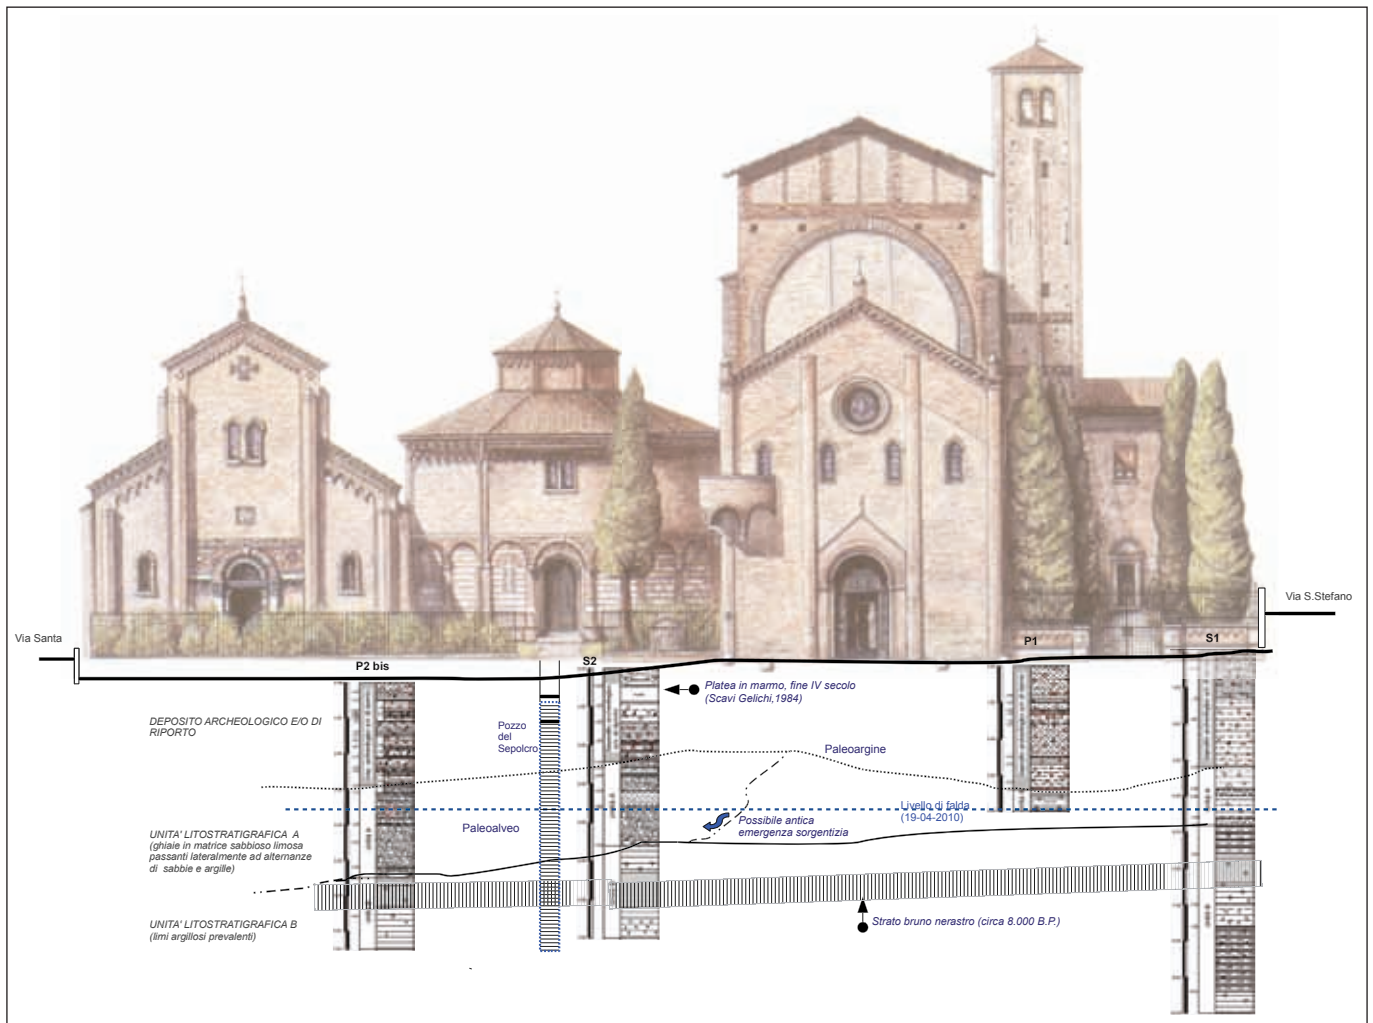 Via S.Stefano
Via Santa
P2 bis
S2
P1
S1
Platea in marmo, fine IV secolo
(Scavi Gelichi,1984)
DEPOSITO ARCHEOLOGICO E/O DI
RIPORTO
Pozzo
del
Sepolcro
Paleoargine
Livello di falda
(19-04-2010)
Paleoalveo
Possibile antica
emergenza sorgentizia
UNITA' LITOSTRATIGRAFICA A
(ghiaie in matrice sabbioso limosa
passanti lateralmente ad alternanze
di sabbie e argille)
UNITA' LITOSTRATIGRAFICA B
(limi argillosi prevalenti)
Strato bruno nerastro (circa 8.000 B.P.)